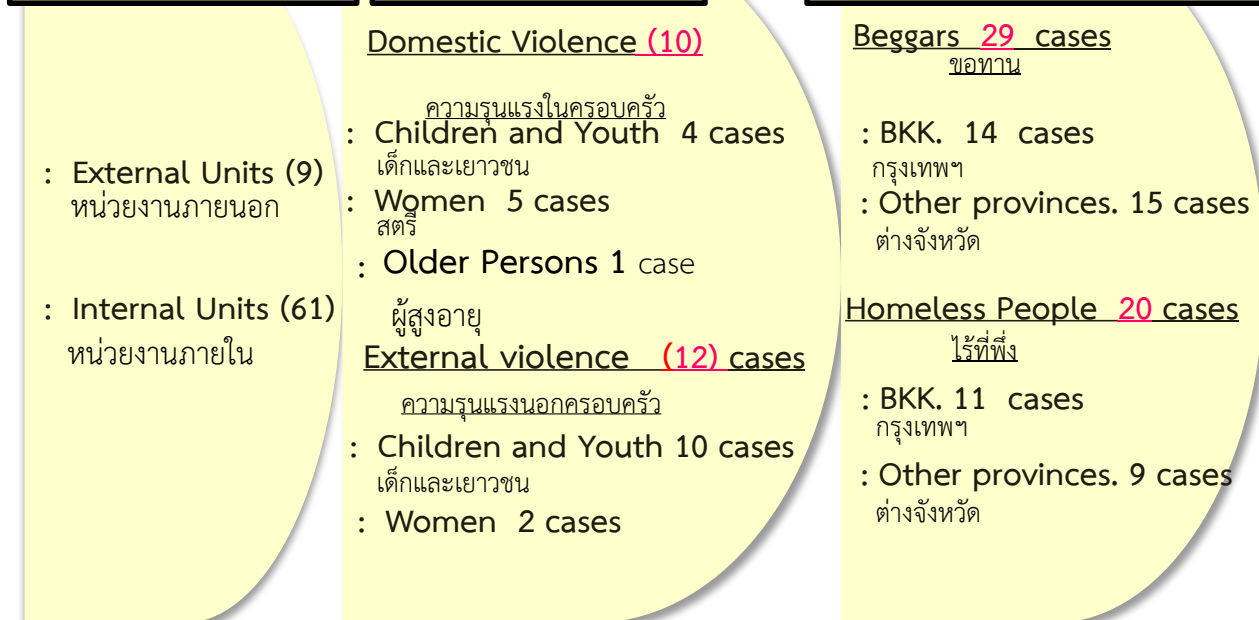 : External Units (9)
หน่วยงานภายนอก
: Internal Units (61)
หน่วยงานภายใน
Domestic Violence (10)
ความรุนแรงในครอบครัว
: Children and Youth 4 cases
เด็กและเยาวชน
: Women 5 cases
สตรี
: Older Persons 1 case
ผู้สูงอายุ
External violence (12) cases
ความรุนแรงนอกครอบครัว
: Children and Youth 10 cases
เด็กและเยาวชน
: Women 2 cases
Beggars 29 cases
ขอทาน
: BKK. 14 cases
กรุงเทพฯ
: Other provinces. 15 cases
ต่างจังหวัด
Homeless People 20 cases
ไร้ที่พึ่ง
: BKK. 11 cases
กรุงเทพฯ
: Other provinces. 9 cases
ต่างจังหวัด